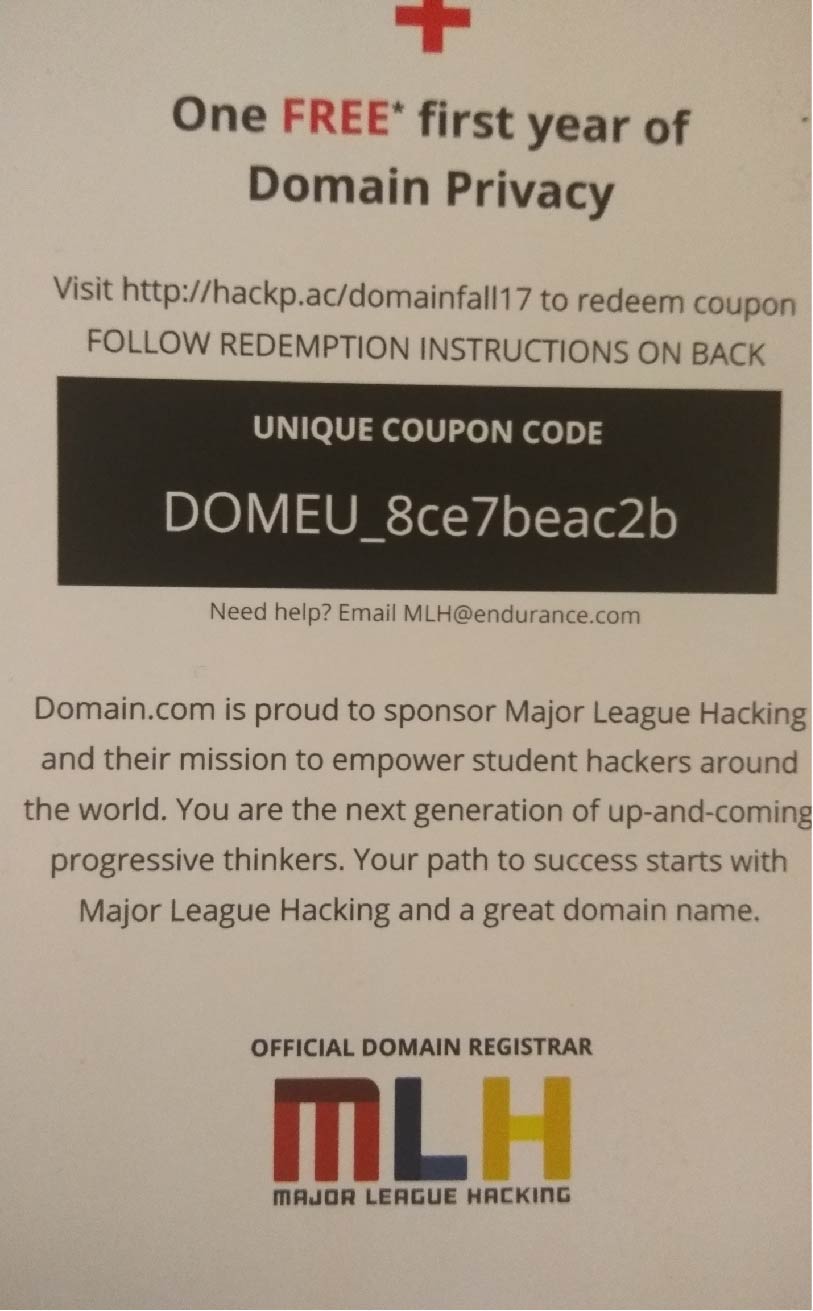 One FREE* first year of
Domain Privacy
Visit http://hackp.ac/domainfall17 to redeem coupon
FOLLOW REDEMPTION INSTRUCTIONS ON BACK
UNIQUE COUPON CODE
DOMEU_8ce7beac2b
Need help? Email MLH@endurance.com
Domain.com is proud to sponsor Major League Hacking
and their mission to empower student hackers around
the world. You are the next generation of up-and-coming
progressive thinkers. Your path to success starts with
Major League Hacking and a great domain name.
OFFICIAL DOMAIN REGISTRAR
MLH
MAJOR LEAGUE HACKING